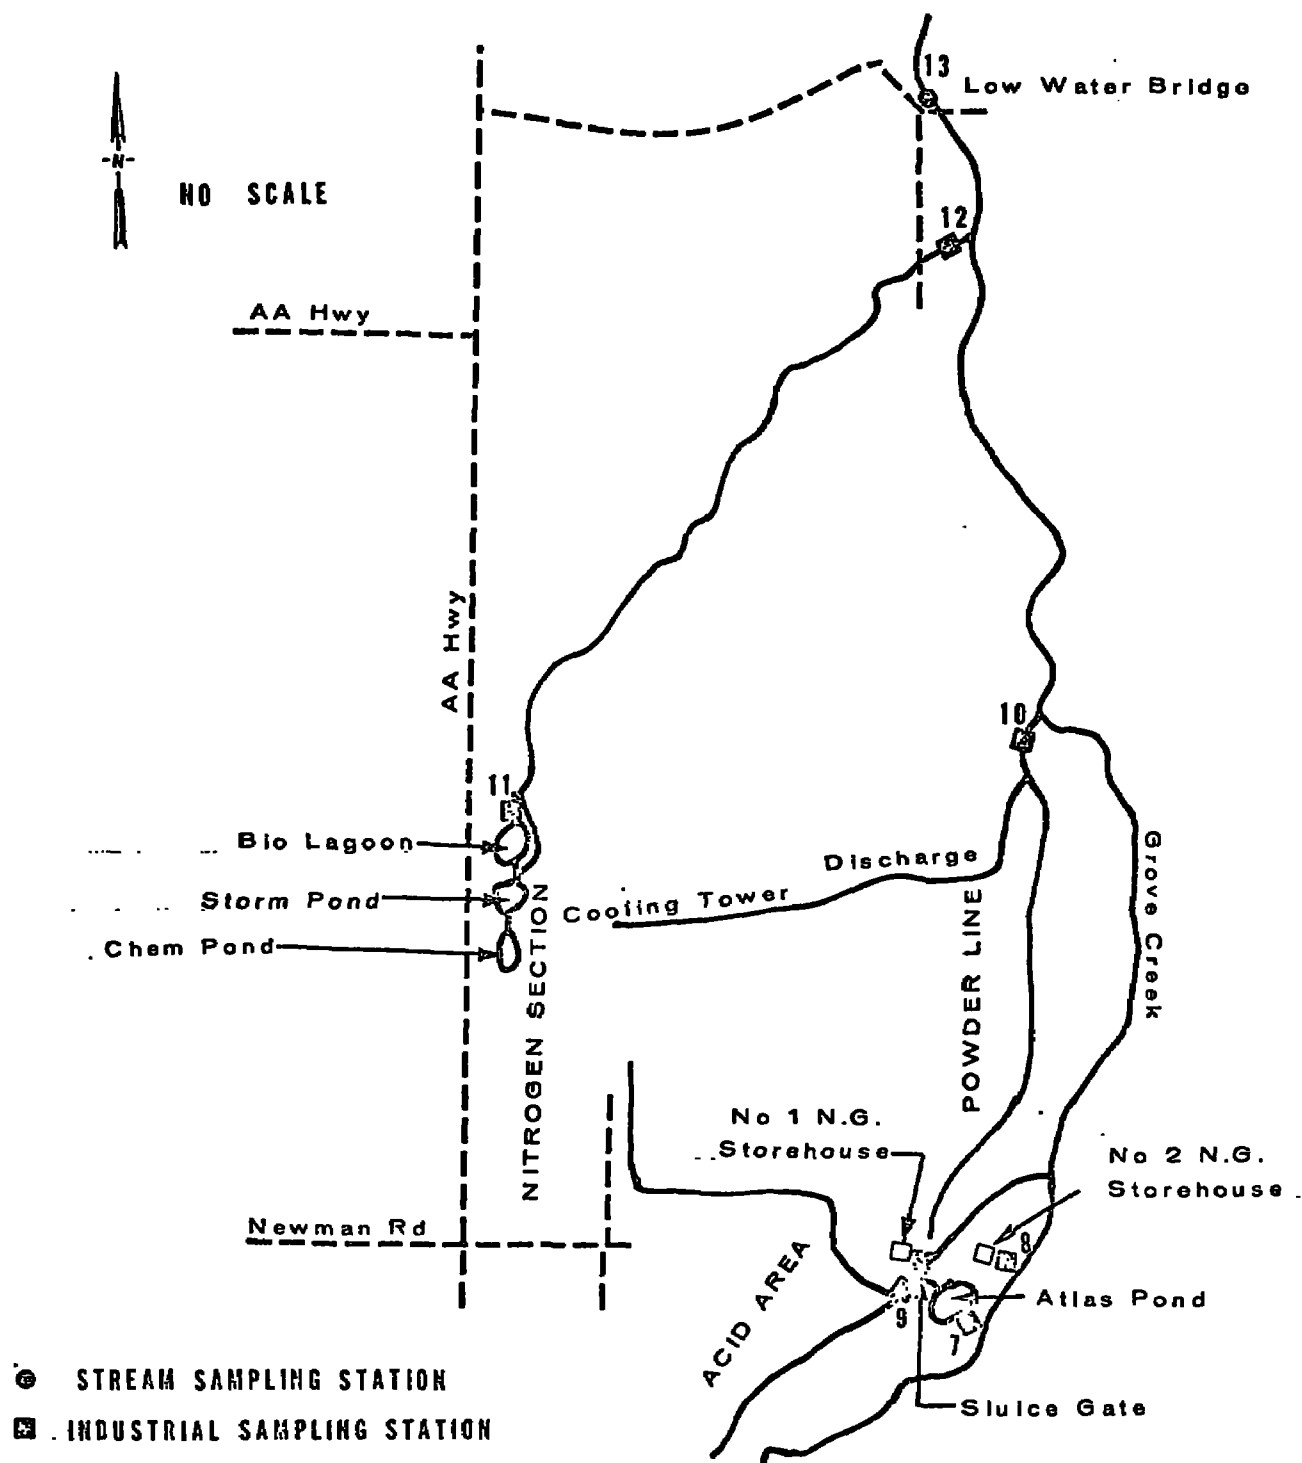 13
Low Water Bridge
-N-
NO SCALE
12
AA Hwy
AA Hwy
10
11
Bio Lagoon
Discharge
Grove Creek
Storm Pond
Cooling Tower
Chem Pond
NITROGEN SECTION
POWDER LINE
No 1 N.G.
Storehouse
No 2 N.G.
Storehouse
Newman Rd
8
ACID AREA
Atlas Pond
9
7
Sluice Gate
STREAM SAMPLING STATION
INDUSTRIAL SAMPLING STATION